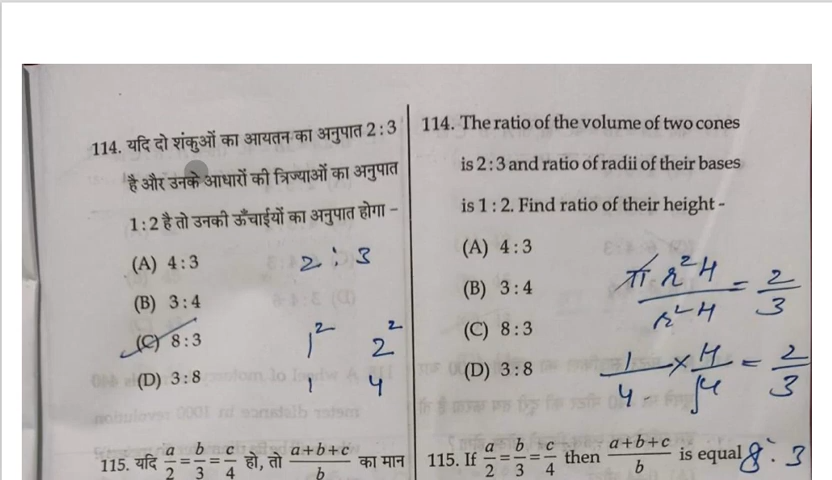 114. यदि दो शंकुओं का आयतन का अनुपात 2:3
है और उनके आधारों की त्रिज्याओं का अनुपात
1:2 है तो उनकी ऊँचाईयों का अनुपात होगा –
(A) 4:3
2 : 3
(B) 3:4
(C) 8:3
1² 2²
(D) 3:8
1 4
115. यदि a/2 = b/3 = c/4 हो, तो (a+b+c)/b का मान
114. The ratio of the volume of two cones
is 2:3 and ratio of radii of their bases
is 1:2. Find ratio of their height -
(A) 4:3
(B) 3:4
πr²H/r²H = 2/3
(C) 8:3
(D) 3:8
1/4 × H/H = 2/3
115. If a/2 = b/3 = c/4 then (a+b+c)/b is equal
8:3